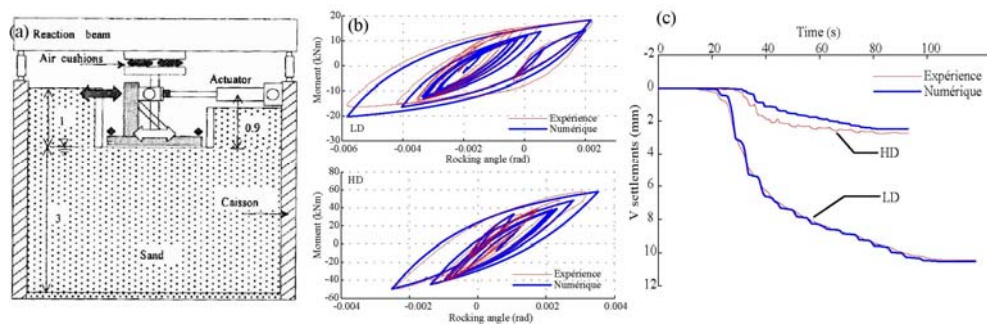 (a)
Reaction beam
Air cushions
Actuator
1
0.9
3
Caisson
Sand
(b)
20
10
0
-10
-20
-30
Moment (kNm)
LD
Expérience
Numérique
-0.006 -0.004 -0.002 0 0.002
Rocking angle (rad)
HD
80
60
40
20
0
-20
-40
-60
Moment (kNm)
Expérience
Numérique
-0.004 -0.002 0 0.002 0.004
Rocking angle (rad)
(c)
Time (s)
0 20 40 60 80 100
-2
0
2
4
6
8
10
12
V settlements (mm)
Expérience
Numérique
HD
LD